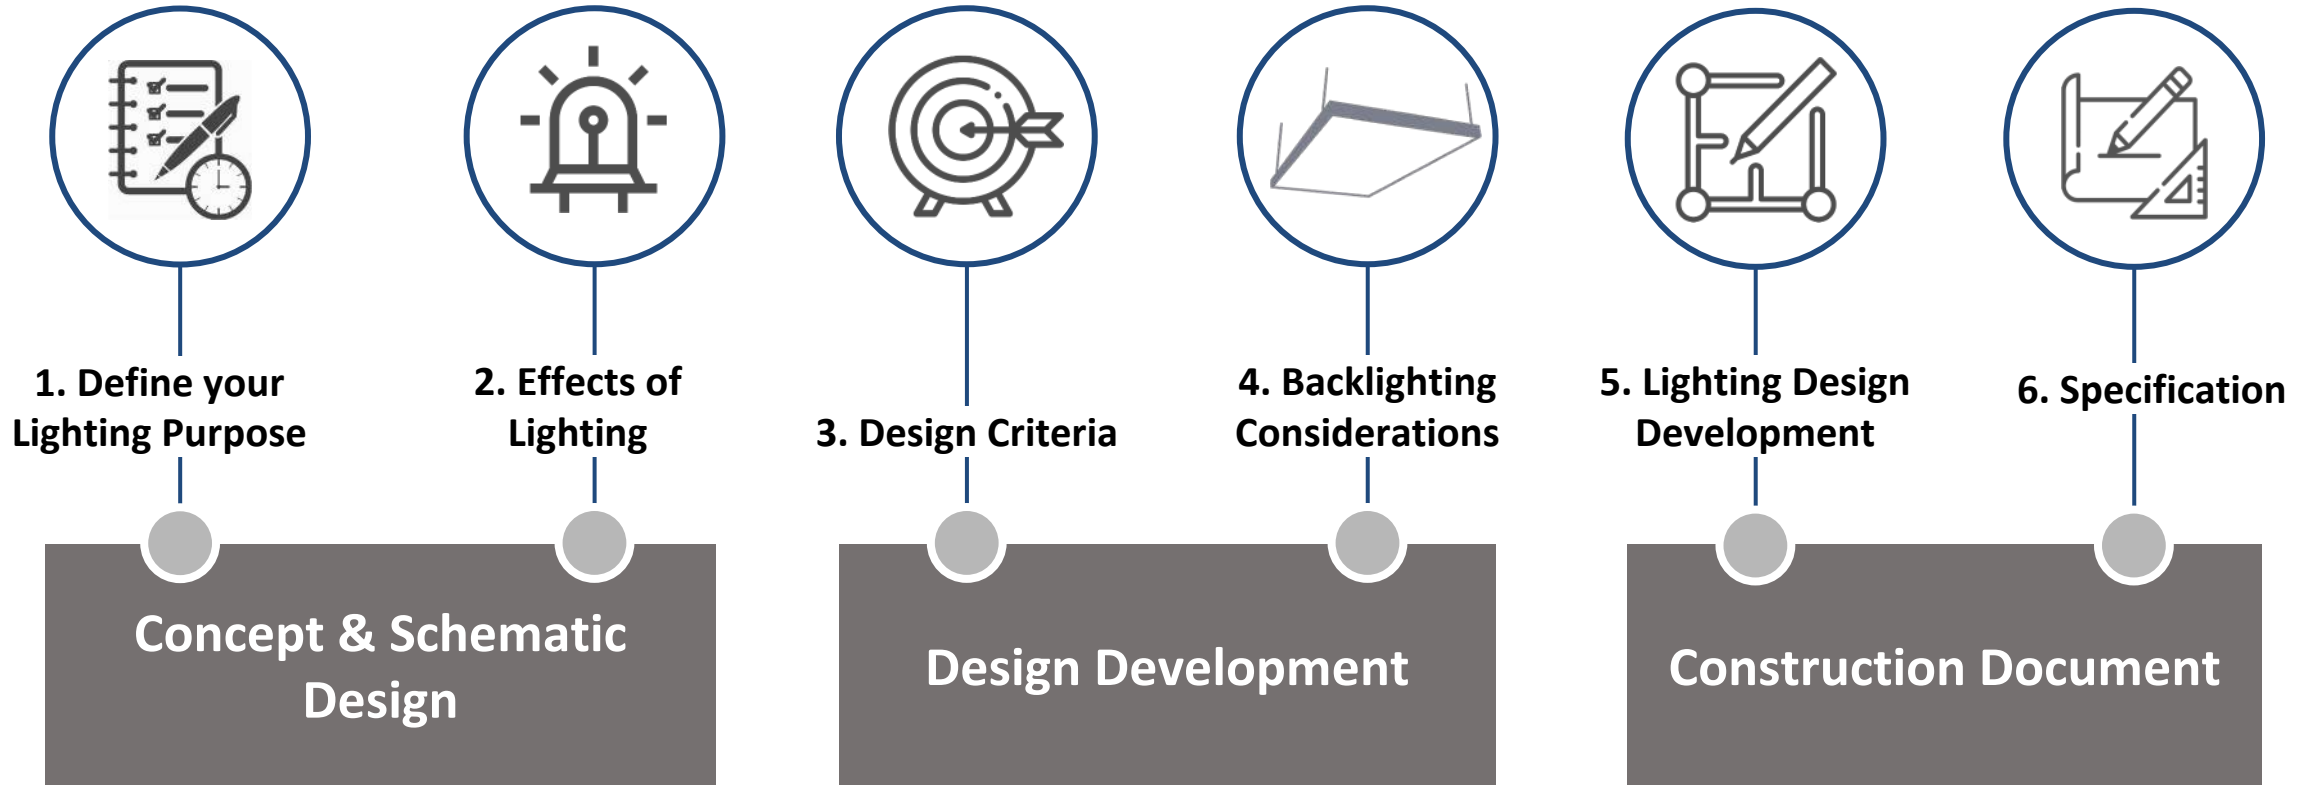 1. Define your
Lighting Purpose
2. Effects of
Lighting
3. Design Criteria
4. Backlighting
Considerations
5. Lighting Design
Development
6. Specification
Concept & Schematic
Design
Design Development
Construction Document